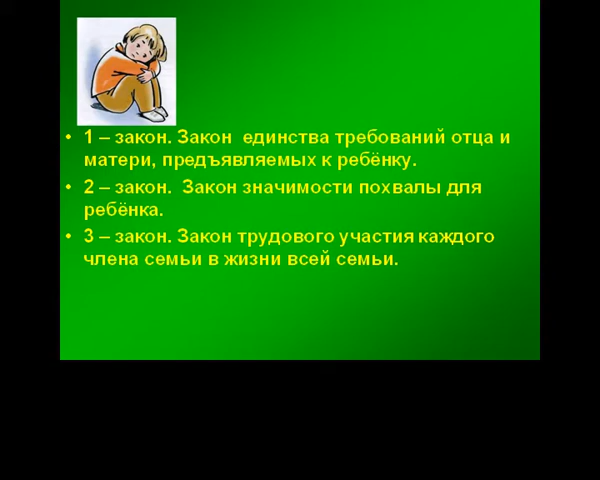 • 1 – закон. Закон  единства требований отца и
матери, предъявляемых к ребёнку.
• 2 – закон.  Закон значимости похвалы для
ребёнка.
• 3 – закон. Закон трудового участия каждого
члена семьи в жизни всей семьи.